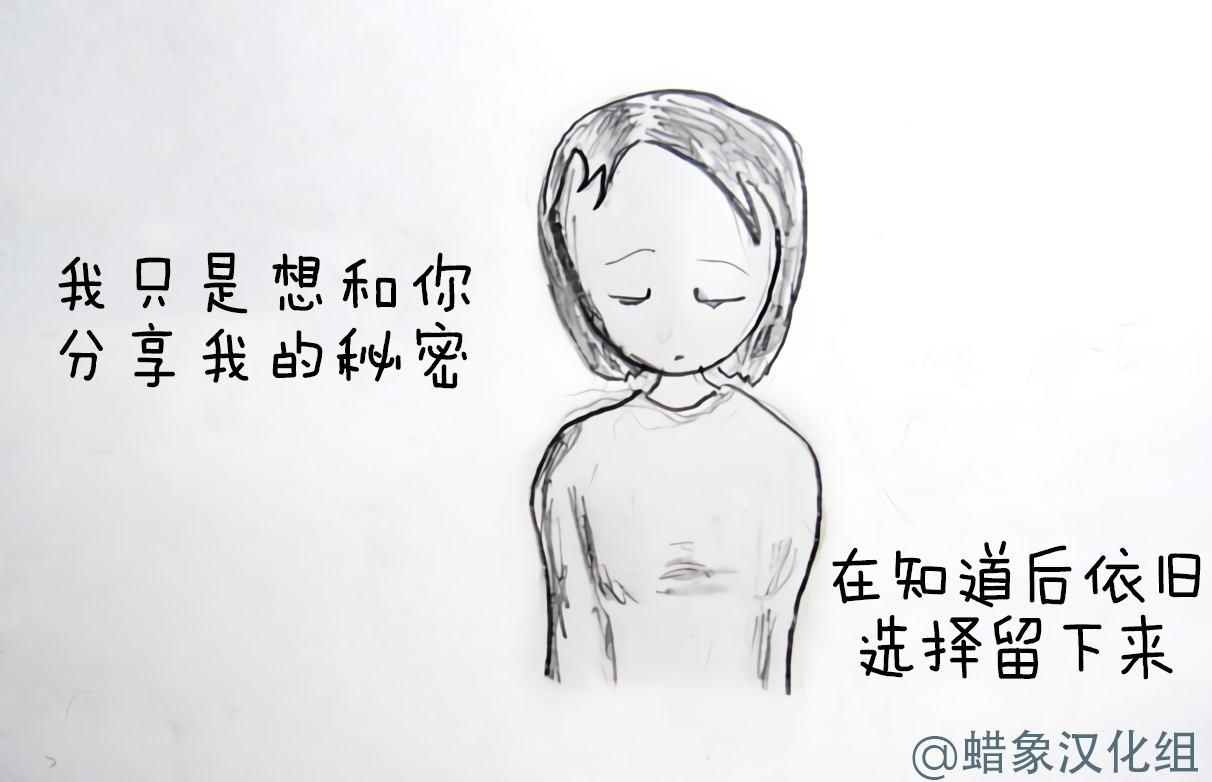 我只是想和你
分享我的秘密
在知道后依旧
选择留下来
@蜡象汉化组